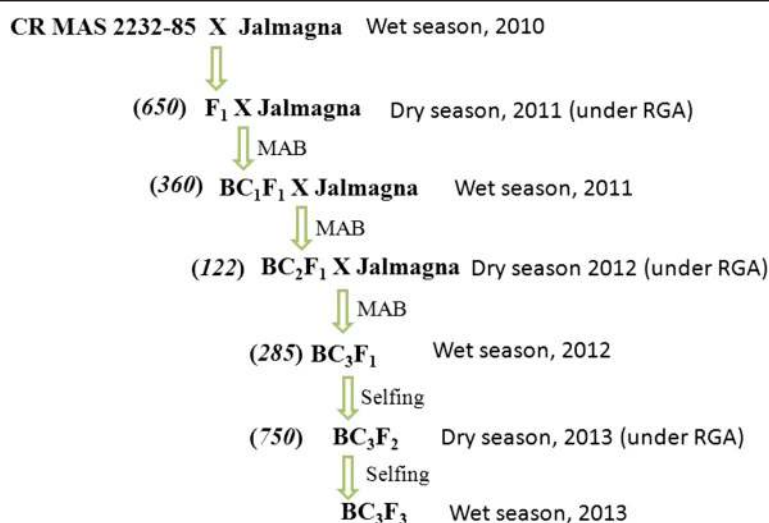 CR MAS 2232-85 X Jalmagna Wet season, 2010
(650) F₁ X Jalmagna Dry season, 2011 (under RGA)
MAB
(360) BC₁F₁ X Jalmagna Wet season, 2011
MAB
(122) BC₂F₁ X Jalmagna Dry season 2012 (under RGA)
MAB
(285) BC₃F₁ Wet season, 2012
Selfing
(750) BC₃F₂ Dry season, 2013 (under RGA)
Selfing
BC₃F₃ Wet season, 2013